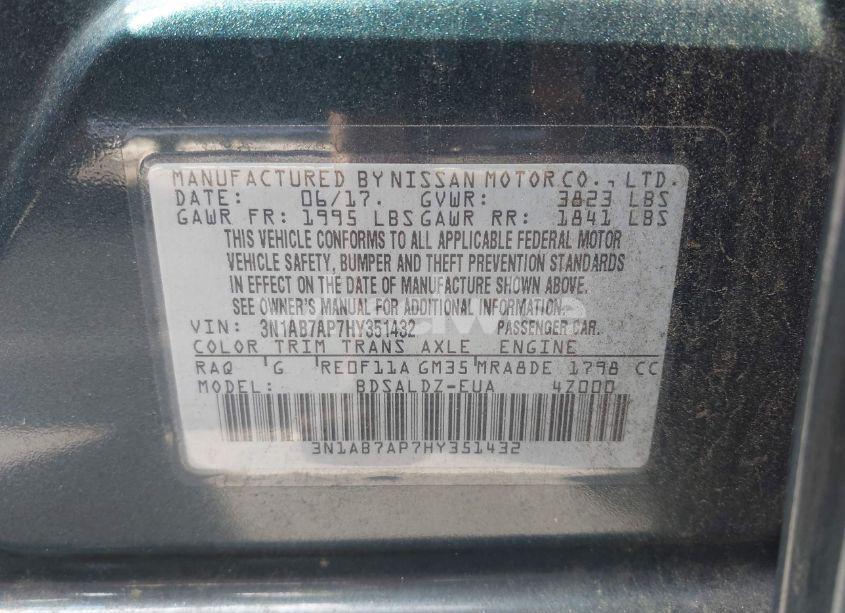 MANUFACTURED BY NISSAN MOTOR CO., LTD.
DATE: 06/17. GVWR: 3823 LBS
GAWR FR: 1995 LBS GAWR RR: 1841 LBS
THIS VEHICLE CONFORMS TO ALL APPLICABLE FEDERAL MOTOR
VEHICLE SAFETY, BUMPER AND THEFT PREVENTION STANDARDS
IN EFFECT ON THE DATE OF MANUFACTURE SHOWN ABOVE.
SEE OWNER'S MANUAL FOR ADDITIONAL INFORMATION.
VIN: 3N1AB7AP7HY351432 PASSENGER CAR.
COLOR TRIM TRANS AXLE ENGINE
RAQ G RE0F11A GM35 MRA8DE 1798 CC
MODEL: BDSALDZ-EUA 4Z000
3N1AB7AP7HY351432